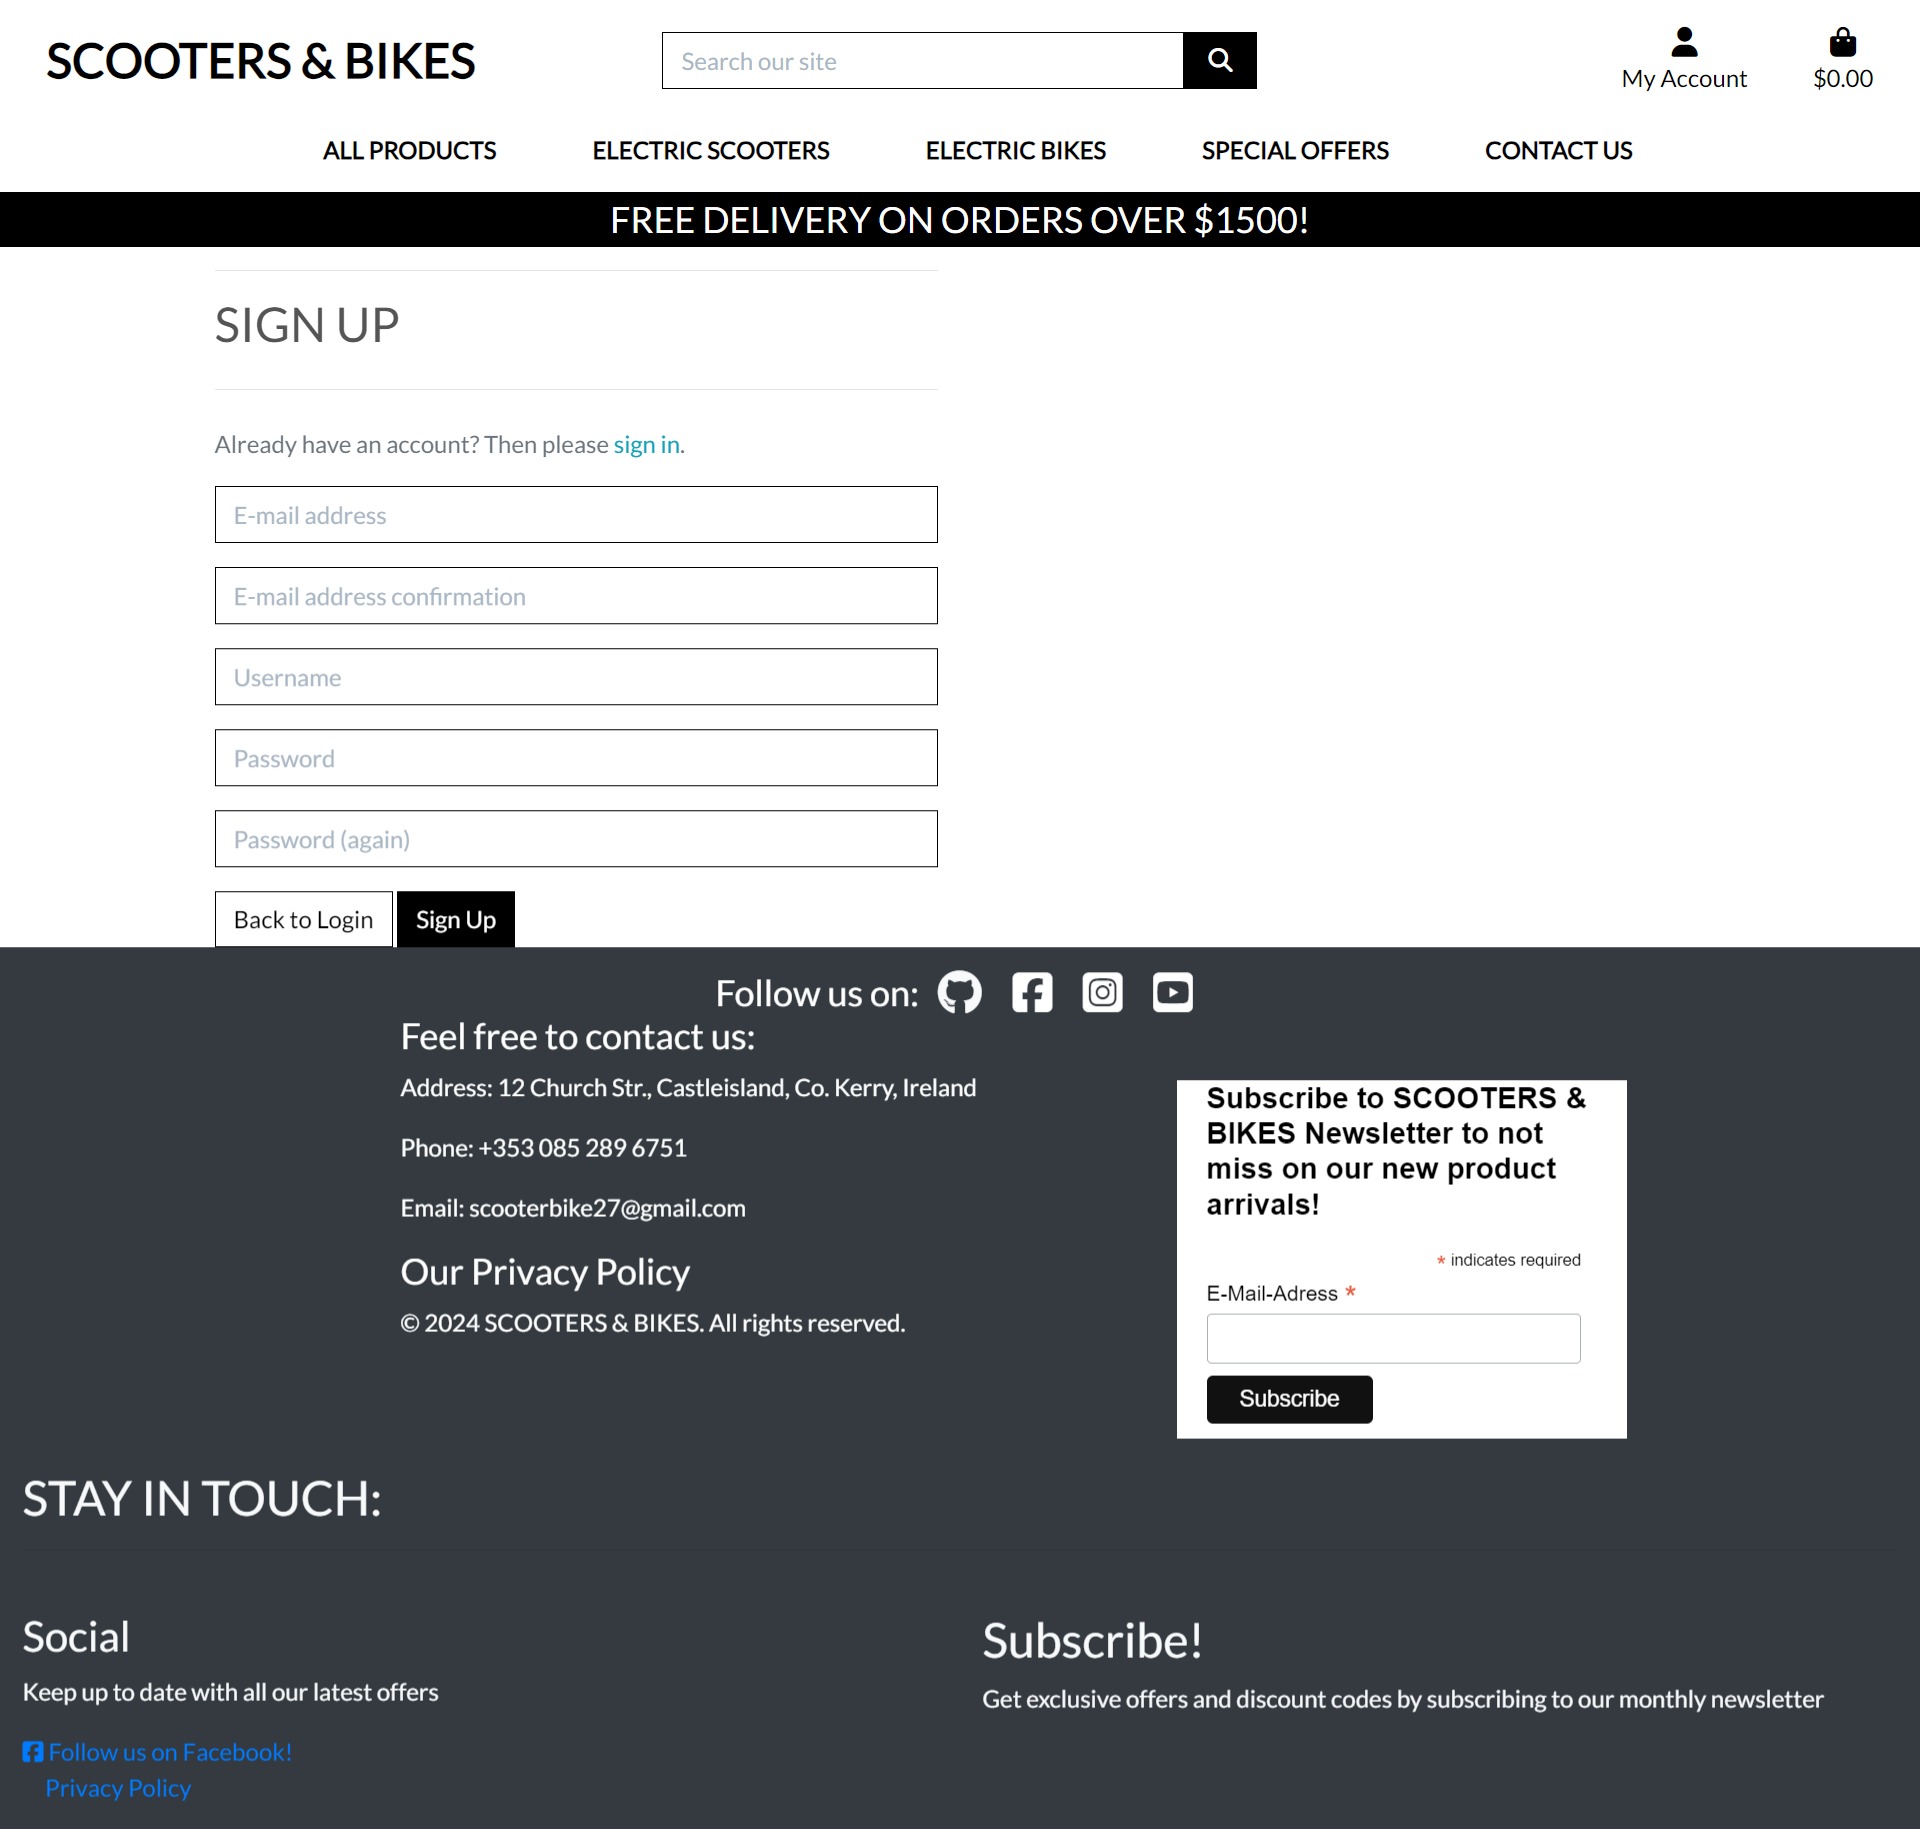 SCOOTERS & BIKES
Search our site
My Account
$0.00
ALL PRODUCTS
ELECTRIC SCOOTERS
ELECTRIC BIKES
SPECIAL OFFERS
CONTACT US
FREE DELIVERY ON ORDERS OVER $1500!
SIGN UP
Already have an account? Then please sign in.
E-mail address
E-mail address confirmation
Username
Password
Password (again)
Back to Login
Sign Up
Follow us on:
Feel free to contact us:
Address: 12 Church Str., Castleisland, Co. Kerry, Ireland
Phone: +353 085 289 6751
Email: scooterbike27@gmail.com
Our Privacy Policy
© 2024 SCOOTERS & BIKES. All rights reserved.
Subscribe to SCOOTERS &
BIKES Newsletter to not
miss on our new product
arrivals!
* indicates required
E-Mail-Adress *
Subscribe
STAY IN TOUCH:
Social
Keep up to date with all our latest offers
Follow us on Facebook!
Privacy Policy
Subscribe!
Get exclusive offers and discount codes by subscribing to our monthly newsletter